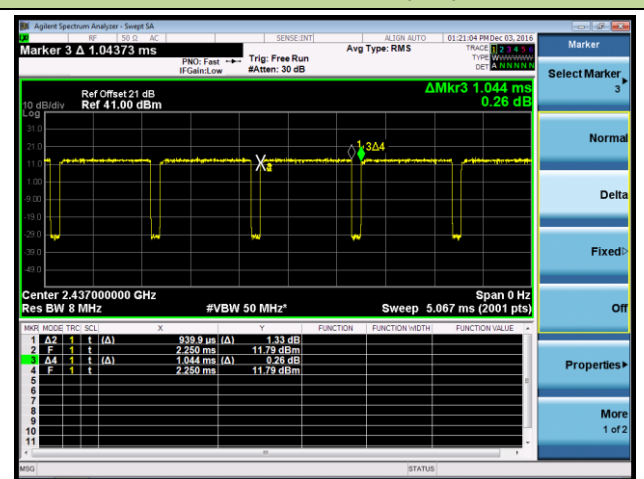 Agilent Spectrum Analyzer - Swept SA
RF 50 Ω AC SENSE:INT ALIGN AUTO 01:21:04 PM Dec 03, 2016
Marker 3 Δ 1.04373 ms
PNO: Fast
IFGain:Low
Trig: Free Run
#Atten: 30 dB
Avg Type: RMS
TRACE 1 2 3 4 5 6
TYPE WWWWWW
DET A N N N N N
Ref Offset 21 dB
10 dB/div Ref 41.00 dBm
Log
ΔMkr3 1.044 ms
0.26 dB
31.0
21.0
11.0
1.00
-9.00
-19.0
-29.0
-39.0
-49.0
3Δ4
Center 2.437000000 GHz Span 0 Hz
Res BW 8 MHz #VBW 50 MHz* Sweep 5.067 ms (2001 pts)
MKR MODE TRC SCL X Y FUNCTION FUNCTION WIDTH FUNCTION VALUE
1 Δ2 1 t (Δ) 939.9 µs (Δ) 1.33 dB
2 F 1 t 2.250 ms 11.79 dBm
3 Δ4 1 t (Δ) 1.044 ms (Δ) 0.26 dB
4 F 1 t 2.250 ms 11.79 dBm
5
6
7
8
9
10
11
MSG STATUS
Marker
Select Marker
3
Normal
Delta
Fixed
Off
Properties
More
1 of 2